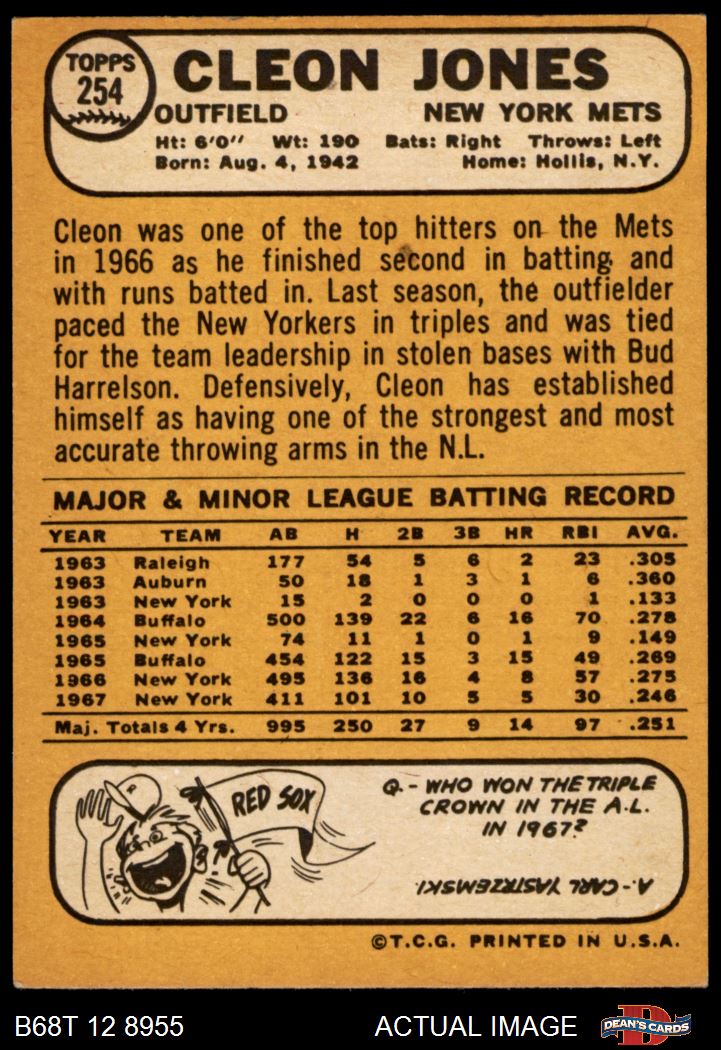 TOPPS
254
CLEON JONES
OUTFIELD NEW YORK METS
Ht: 6'0" Wt: 190 Bats: Right Throws: Left
Born: Aug. 4, 1942 Home: Hollis, N.Y.
Cleon was one of the top hitters on the Mets
in 1966 as he finished second in batting and
with runs batted in. Last season, the outfielder
paced the New Yorkers in triples and was tied
for the team leadership in stolen bases with Bud
Harrelson. Defensively, Cleon has established
himself as having one of the strongest and most
accurate throwing arms in the N.L.
MAJOR & MINOR LEAGUE BATTING RECORD
YEAR TEAM AB H 2B 3B HR RBI AVG.
1963 Raleigh 177 54 5 6 2 23 .305
1963 Auburn 50 18 1 3 1 6 .360
1963 New York 15 2 0 0 0 1 .133
1964 Buffalo 500 139 22 6 16 70 .278
1965 New York 74 11 1 0 1 9 .149
1965 Buffalo 454 122 15 3 15 49 .269
1966 New York 495 136 16 4 8 57 .275
1967 New York 411 101 10 5 5 30 .246
Maj. Totals 4 Yrs. 995 250 27 9 14 97 .251
R
RED SOX
Q.- WHO WON THE TRIPLE
CROWN IN THE A.L.
IN 1967?
A.- CARL YASTRZEMSKI.
©T.C.G. PRINTED IN U.S.A.
B68T 12 8955 ACTUAL IMAGE
D
DEAN'S CARDS